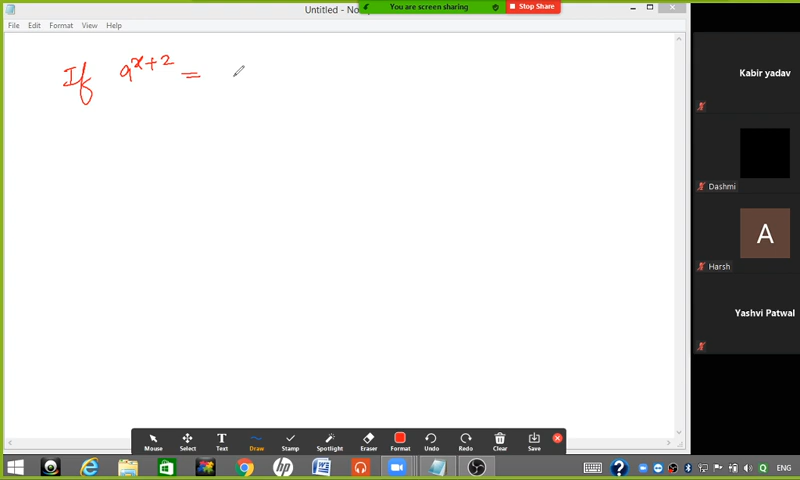 Untitled - No
You are screen sharing
Stop Share
File Edit Format View Help
If 9^{x+2} =
Kabir yadav
Dashmi
A
Harsh
Yashvi Patwal
Mouse Select Text Draw Stamp Spotlight Eraser Format Undo Redo Clear Save
ENG